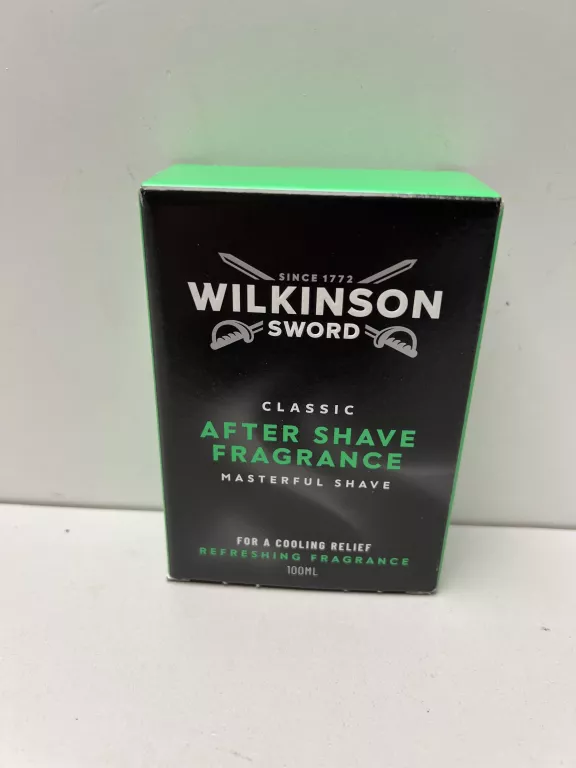 SINCE 1772
WILKINSON
SWORD
CLASSIC
AFTER SHAVE
FRAGRANCE
MASTERFUL SHAVE
FOR A COOLING RELIEF
REFRESHING FRAGRANCE
100ML